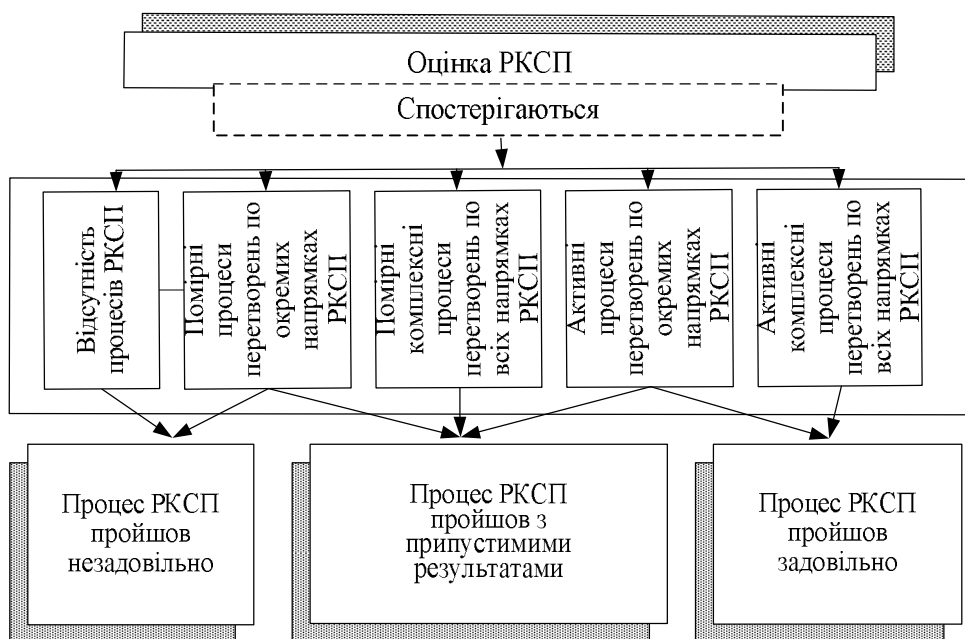 Оцінка РКСП
Спостерігаються
Відсутність
процесів РКСП
Помірні
процеси
перетворень по
окремих
напрямках
РКСП
Помірні
комплексні
процеси
перетворень по
всіх напрямках
РКСП
Активні
процеси
перетворень по
окремих
напрямках
РКСП
Активні
комплексні
процеси
перетворень по
всіх напрямках
РКСП
Процес РКСП
пройшов
незадовільно
Процес РКСП
пройшов з
припустимими
результатами
Процес РКСП
пройшов
задовільно